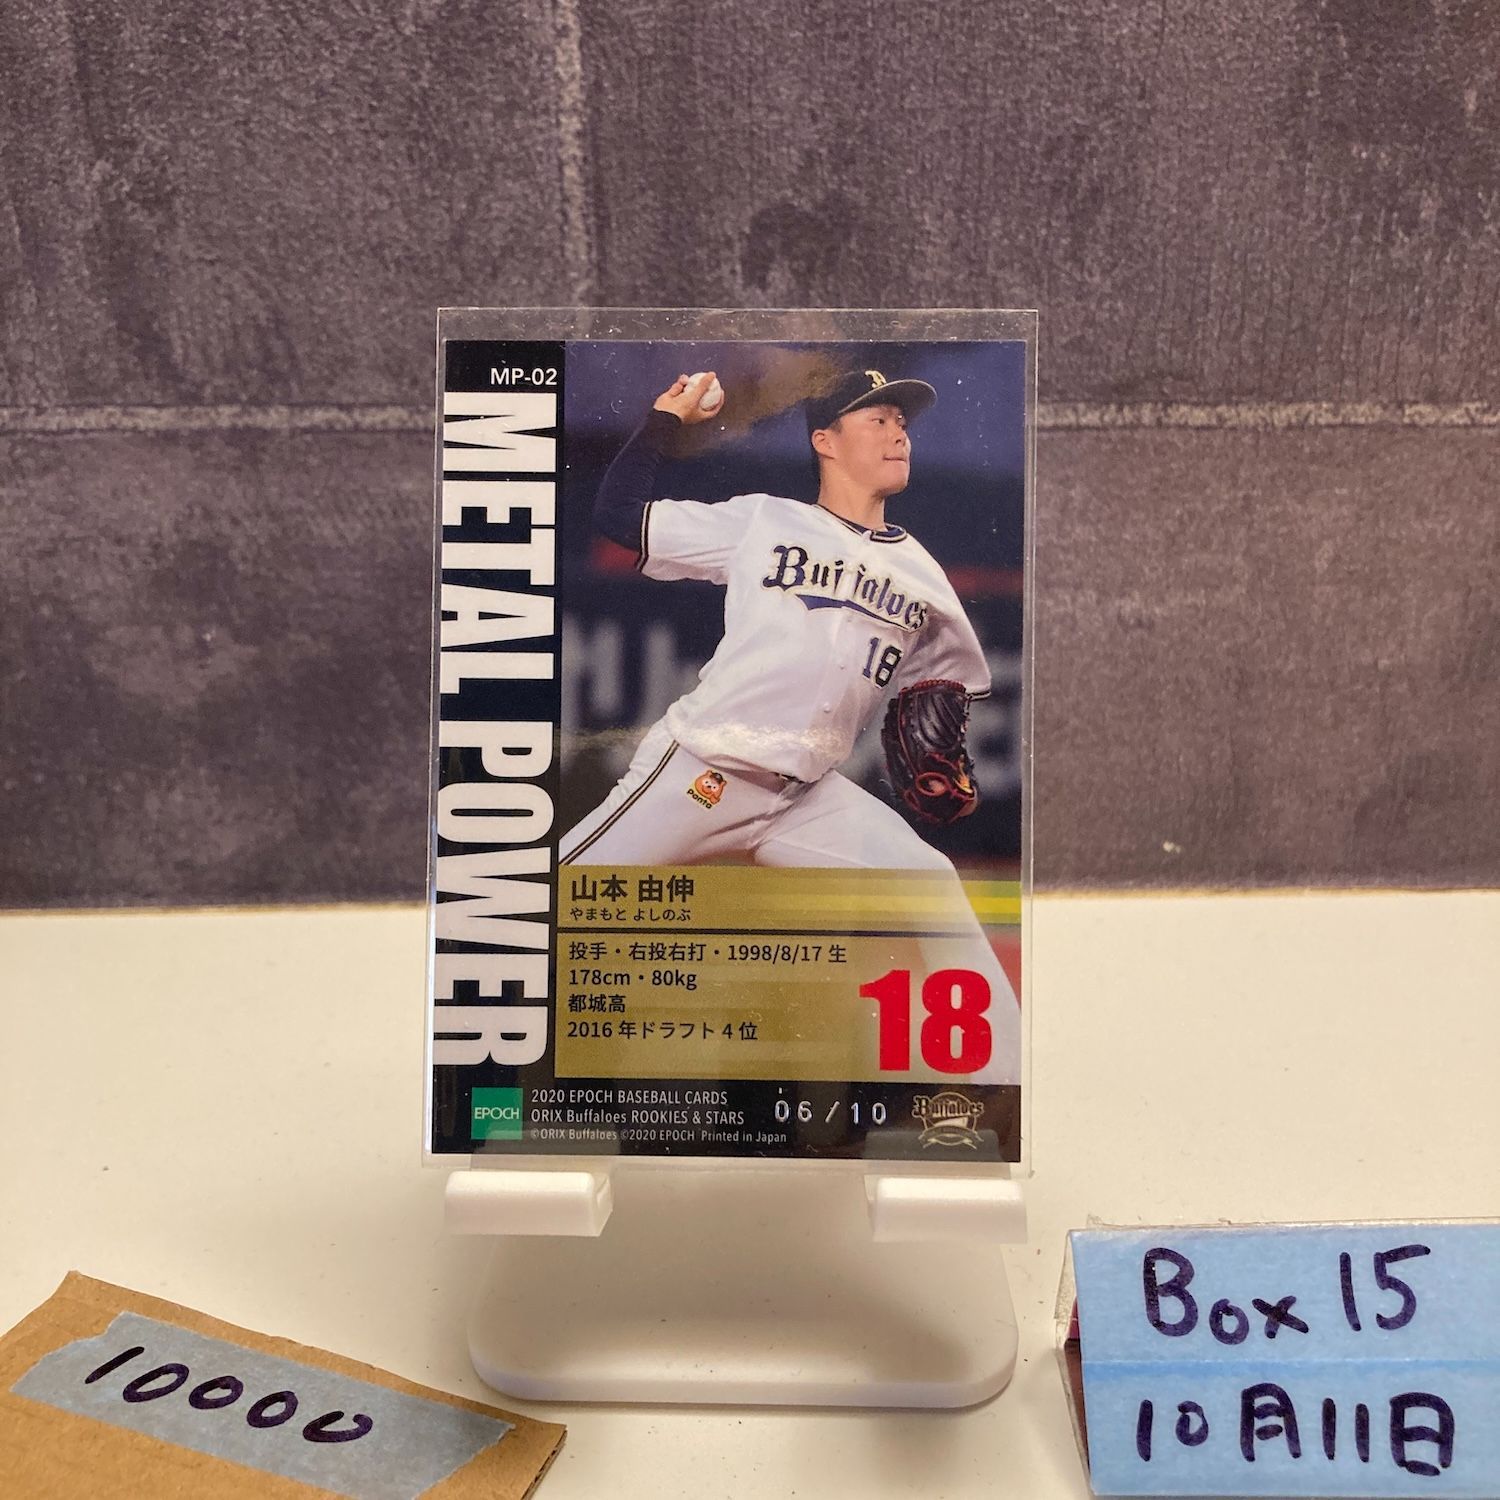 MP-02
METAL POWER
B
Buffaloes
18
Ponta
山本 由伸
やまもと よしのぶ
投手・右投右打・1998/8/17 生
178cm・80kg
都城高
2016 年ドラフト 4 位
18
EPOCH
2020 EPOCH BASEBALL CARDS
ORIX Buffaloes ROOKIES & STARS
©ORIX Buffaloes ©2020 EPOCH Printed in Japan
06/10
Buffaloes
10000
Box 15
10月11日